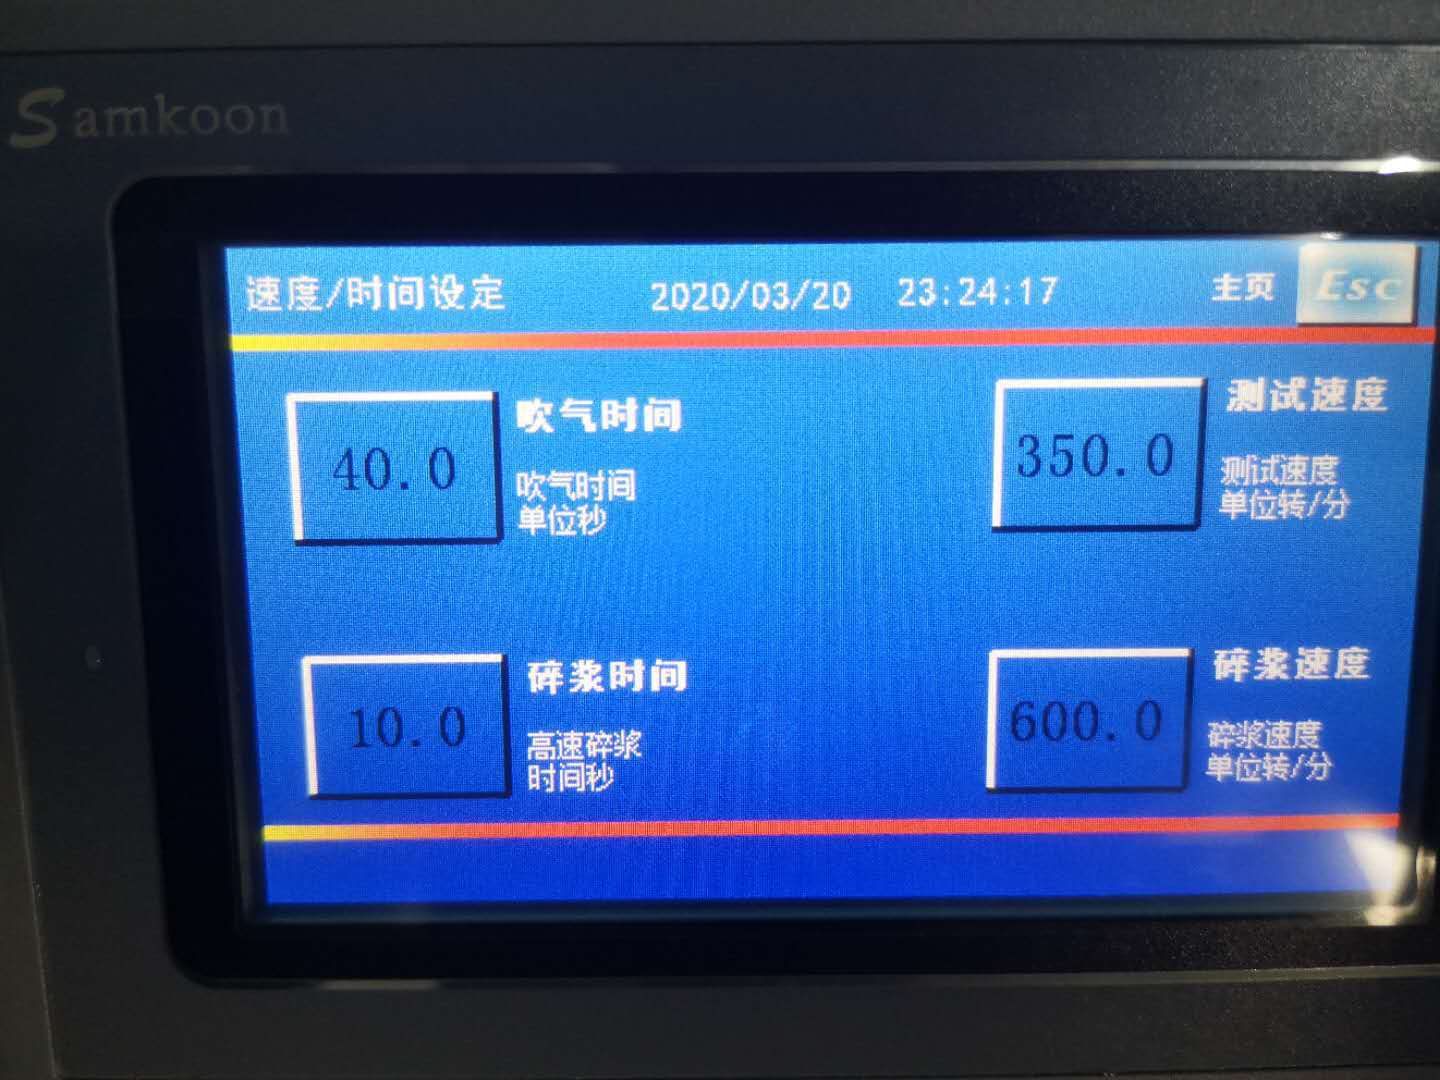 Samkoon
速度/时间设定 2020/03/20 23:24:17 主页 Esc
40.0
吹气时间
吹气时间
单位秒
350.0
测试速度
测试速度
单位转/分
10.0
碎浆时间
高速碎浆
时间秒
600.0
碎浆速度
碎浆速度
单位转/分